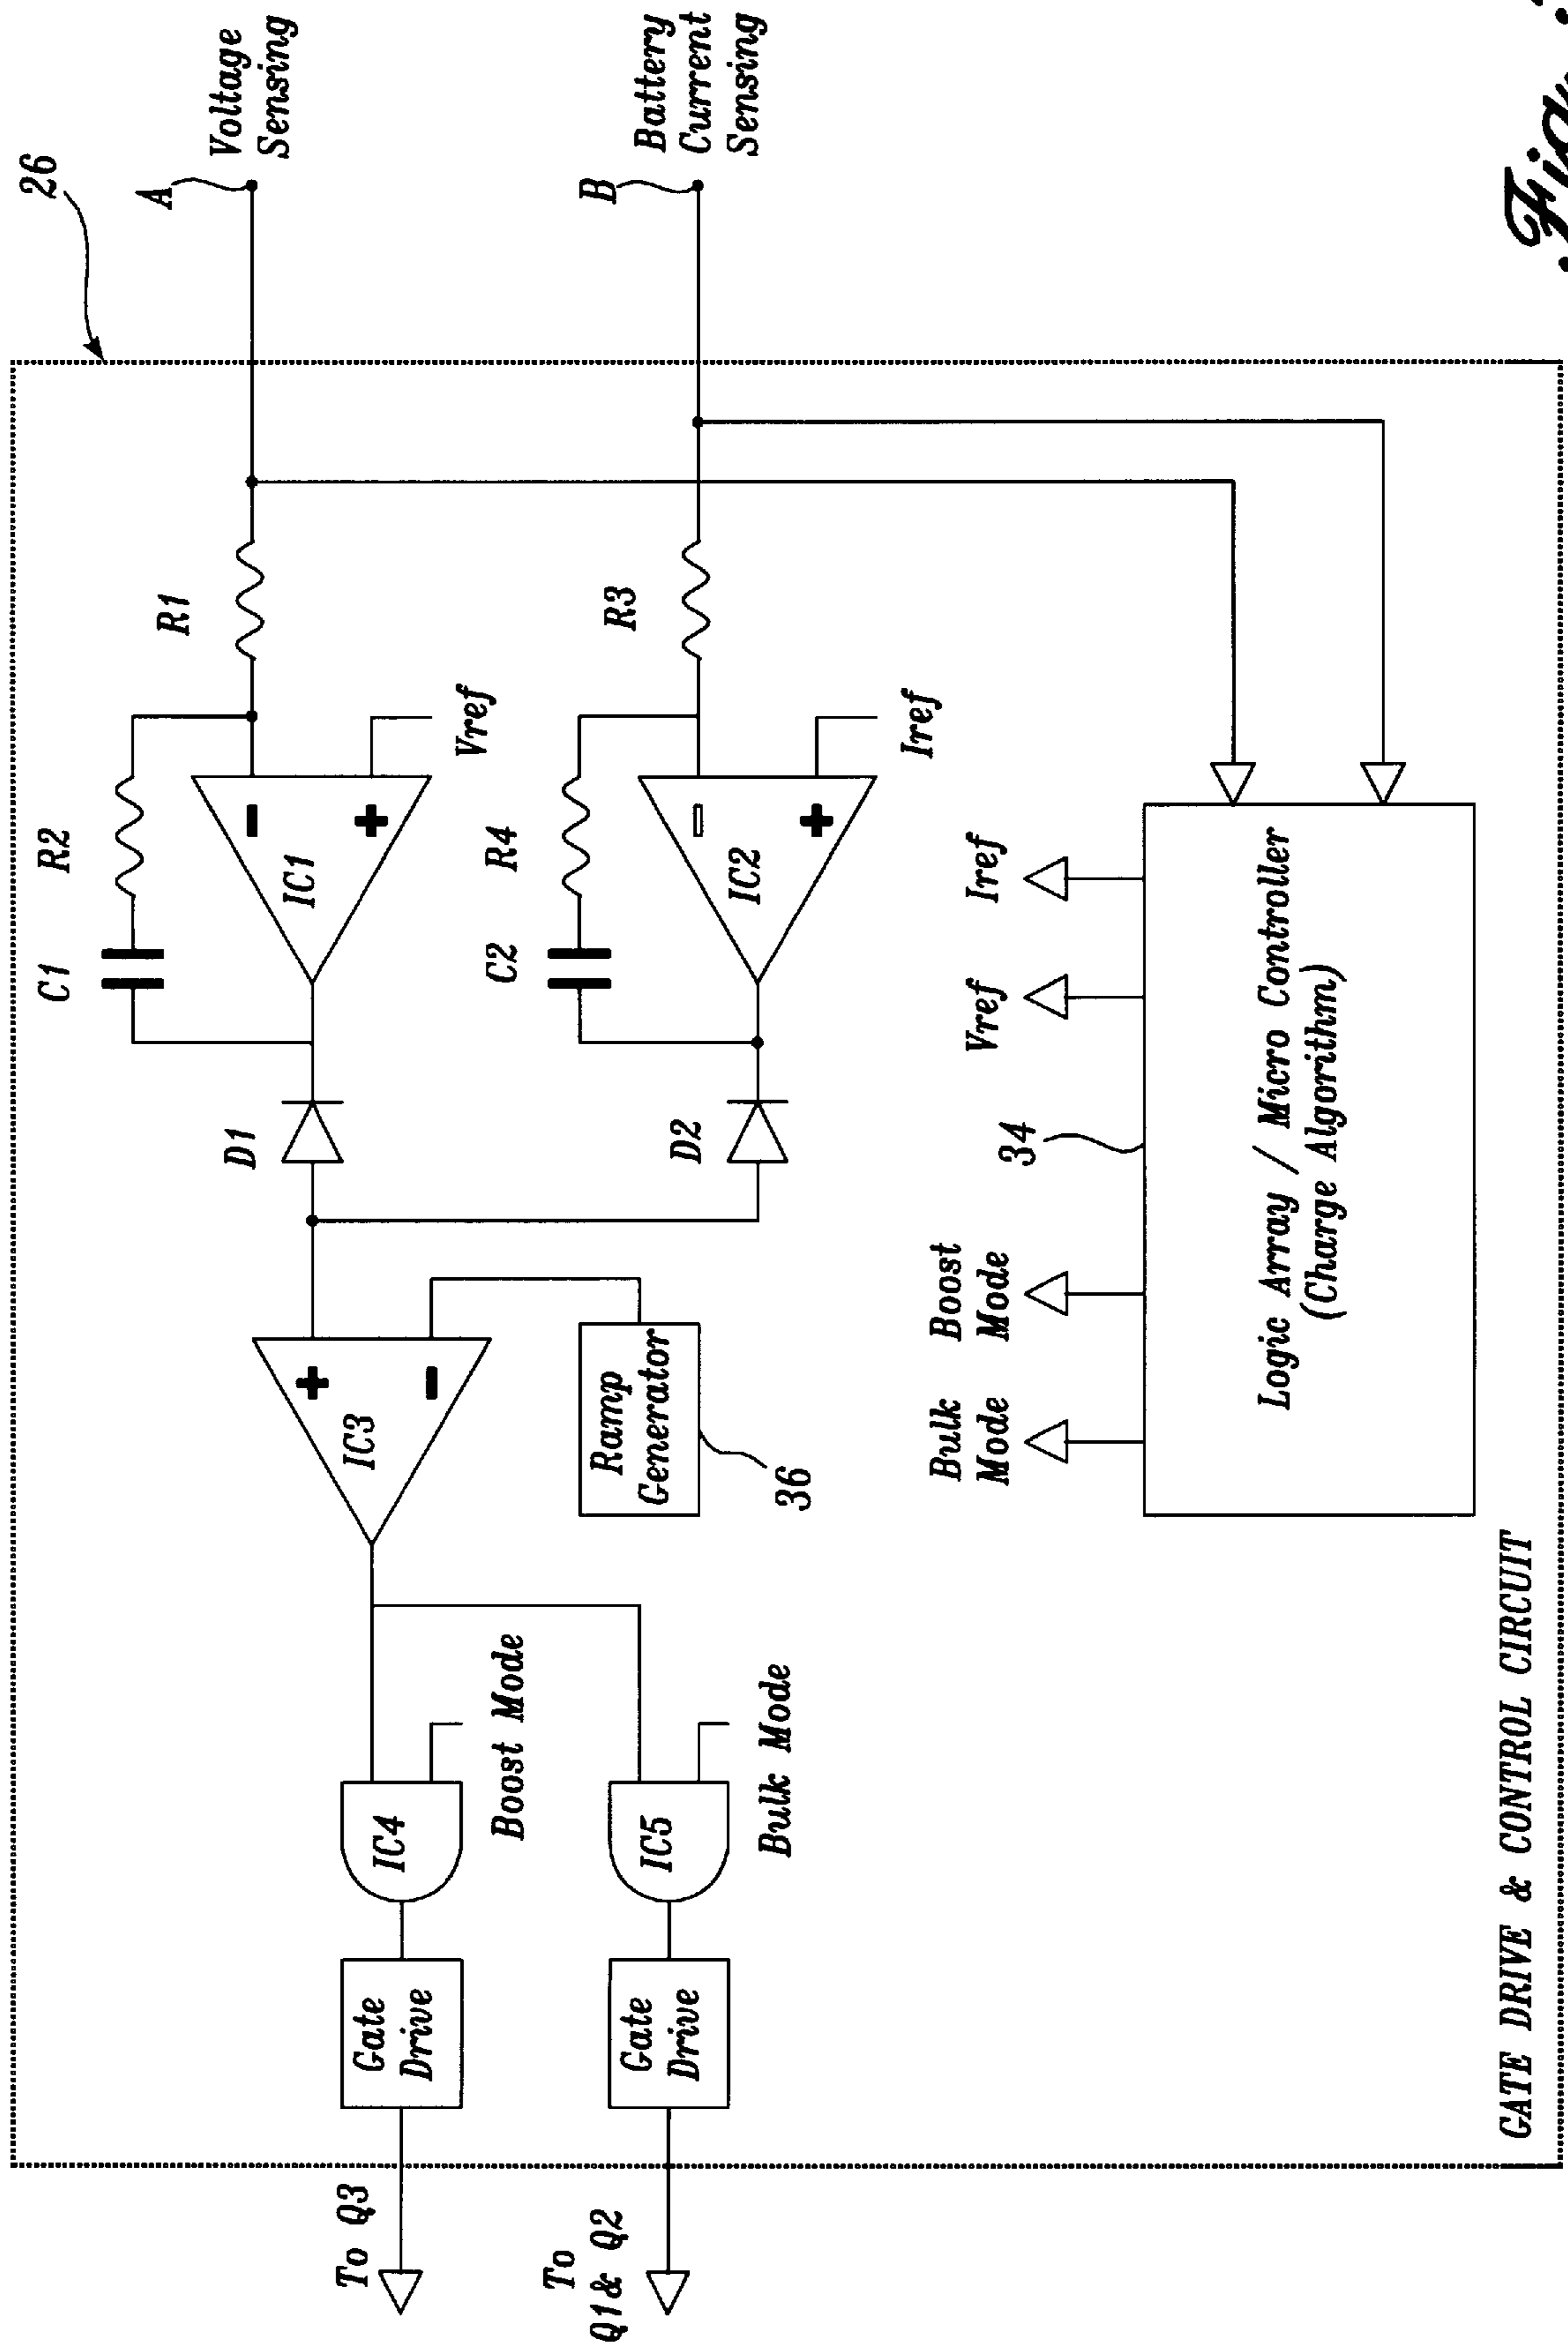 26
A
Voltage
Sensing
B
Battery
Current
Sensing
R1
R2
C1
IC1
-
+
Vref
D1
R3
R4
C2
IC2
-
+
Iref
D2
IC3
+
-
Ramp
Generator
36
IC4
Boost Mode
IC5
Bulk Mode
Gate
Drive
Gate
Drive
To Q3
To
Q1& Q2
Bulk
Mode
Boost
Mode
Vref
Iref
34
Logic Array / Micro Controller
(Charge Algorithm)
GATE DRIVE & CONTROL CIRCUIT
Fig.